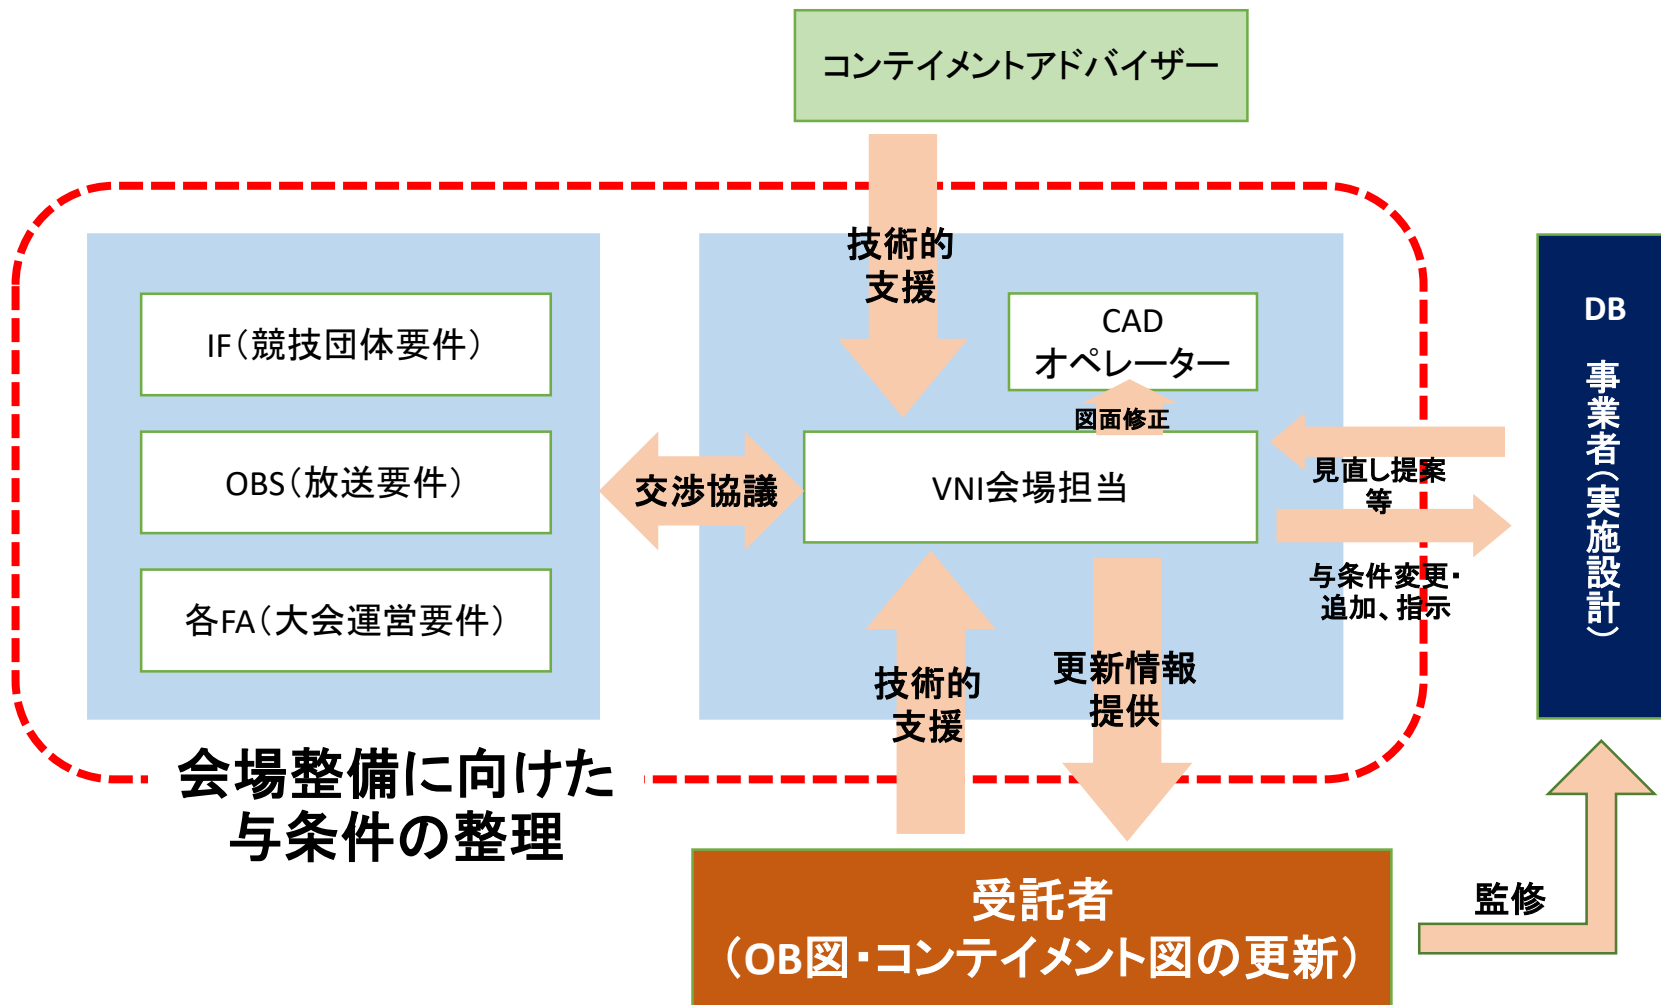 コンテイメントアドバイザー
技術的
支援
IF（競技団体要件）
OBS（放送要件）
各FA（大会運営要件）
交渉協議
CAD
オペレーター
図面修正
VNI会場担当
見直し提案
等
与条件変更・
追加、指示
DB　事業者（実施設計）
技術的
支援
更新情報
提供
会場整備に向けた
与条件の整理
受託者
（OB図・コンテイメント図の更新）
監修